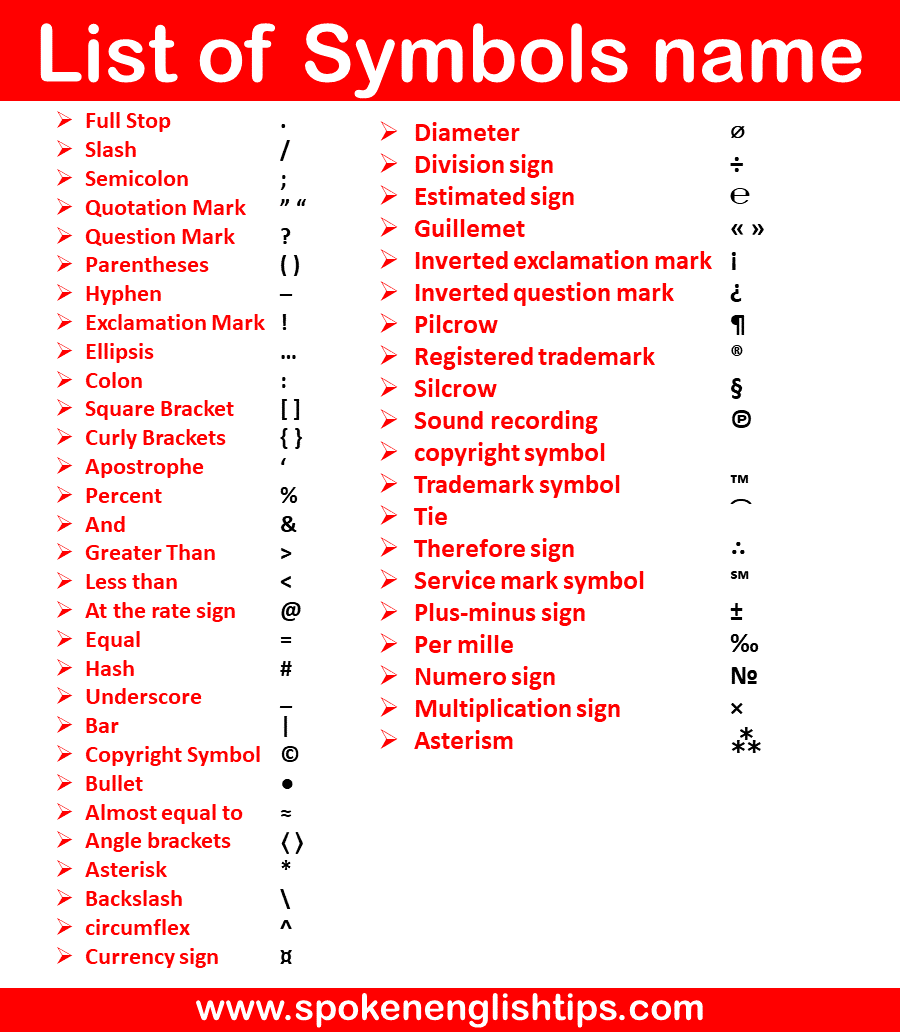 List of Symbols name
Full Stop .
Slash /
Semicolon ;
Quotation Mark ” “
Question Mark ?
Parentheses ( )
Hyphen –
Exclamation Mark !
Ellipsis …
Colon :
Square Bracket [ ]
Curly Brackets { }
Apostrophe ‘
Percent %
And &
Greater Than >
Less than <
At the rate sign @
Equal =
Hash #
Underscore _
Bar |
Copyright Symbol ©
Bullet ●
Almost equal to ≈
Angle brackets ⟨ ⟩
Asterisk *
Backslash \
circumflex ^
Currency sign ¤
Diameter ⌀
Division sign ÷
Estimated sign ℮
Guillemet « »
Inverted exclamation mark ¡
Inverted question mark ¿
Pilcrow ¶
Registered trademark ®
Silcrow §
Sound recording ℗
copyright symbol
Trademark symbol ™
Tie ⁀
Therefore sign ∴
Service mark symbol ℠
Plus-minus sign ±
Per mille ‰
Numero sign №
Multiplication sign ×
Asterism ⁂
www.spokenenglishtips.com